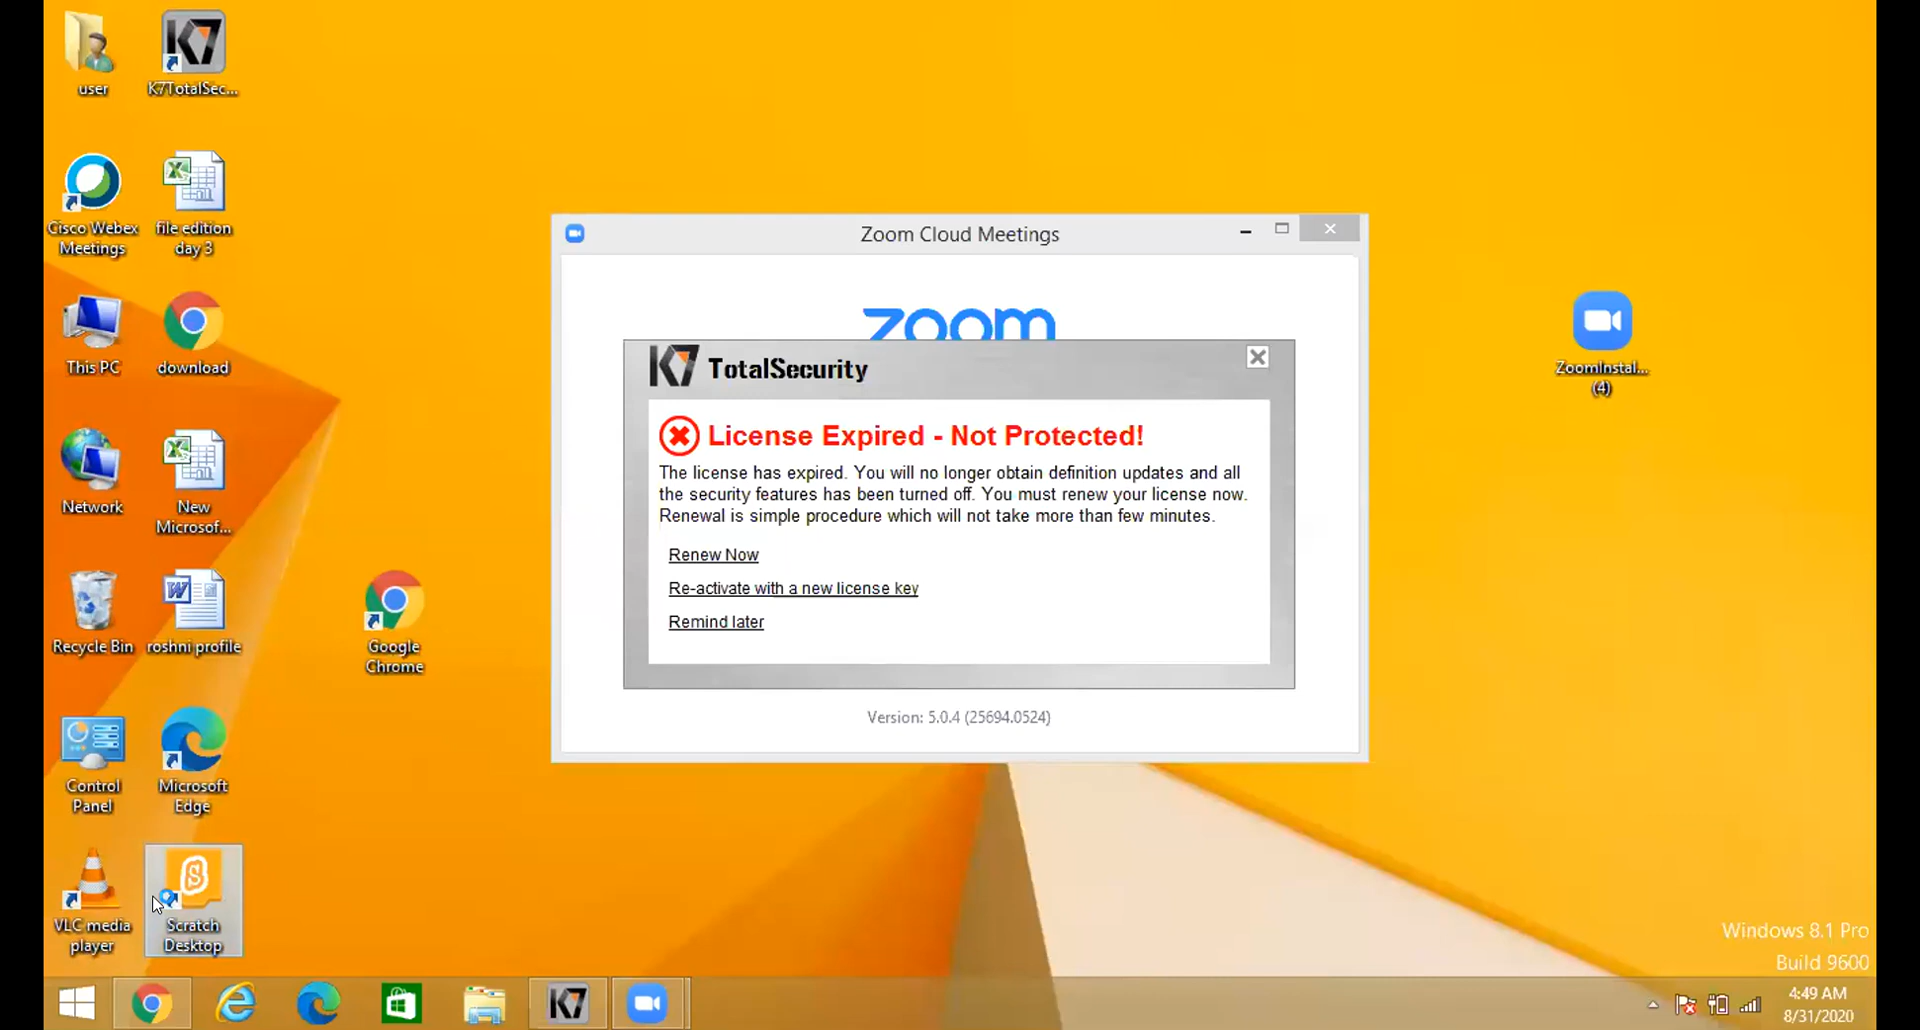 user
K7TotalSec...
Cisco Webex
Meetings
file edition
day 3
This PC
download
Network
New
Microsof...
Recycle Bin
roshni profile
Google
Chrome
Control
Panel
Microsoft
Edge
VLC media
player
Scratch
Desktop
Zoom Cloud Meetings
zoom
K7 TotalSecurity
License Expired - Not Protected!
The license has expired. You will no longer obtain definition updates and all
the security features has been turned off. You must renew your license now.
Renewal is simple procedure which will not take more than few minutes.
Renew Now
Re-activate with a new license key
Remind later
Version: 5.0.4 (25694.0524)
ZoomInstal...
(4)
Windows 8.1 Pro
Build 9600
K7
4:49 AM
8/31/2020